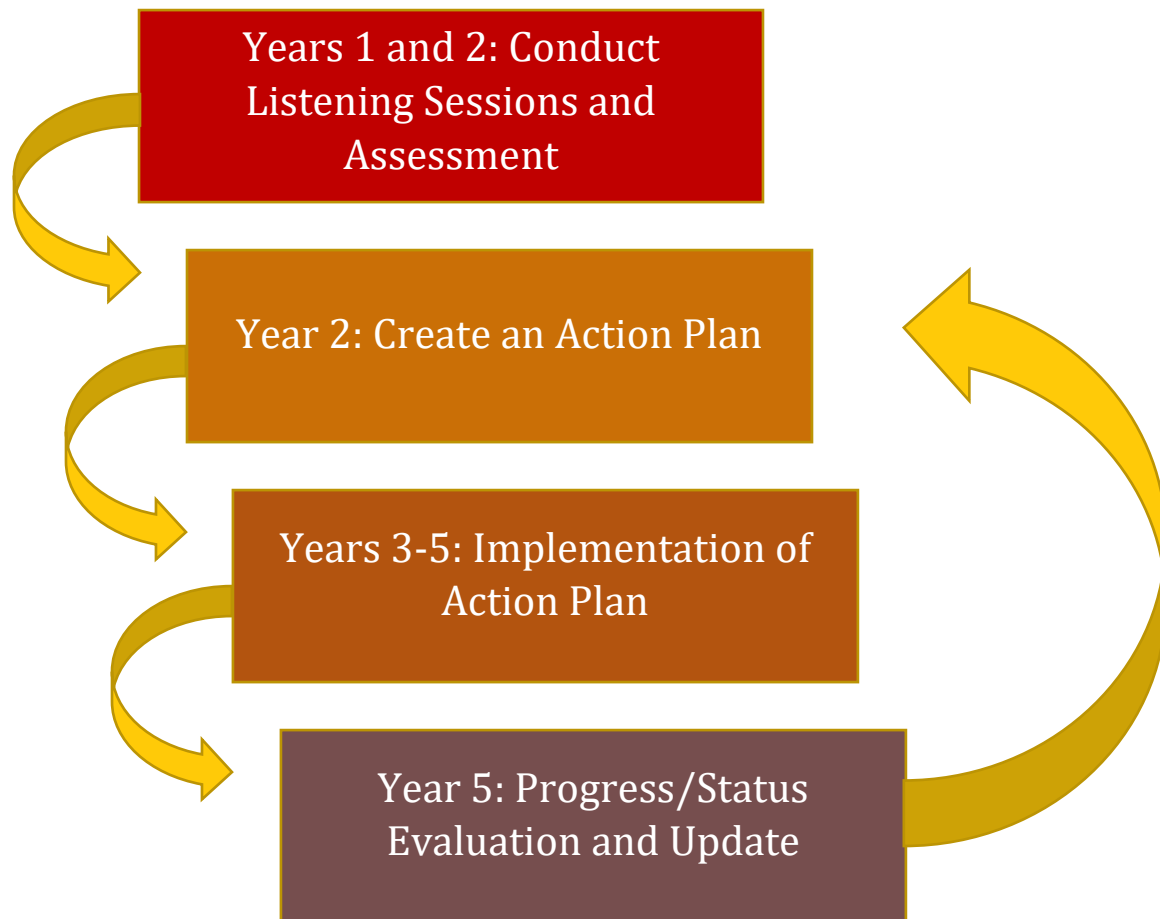 Years 1 and 2: Conduct
Listening Sessions and
Assessment
Year 2: Create an Action Plan
Years 3-5: Implementation of
Action Plan
Year 5: Progress/Status
Evaluation and Update